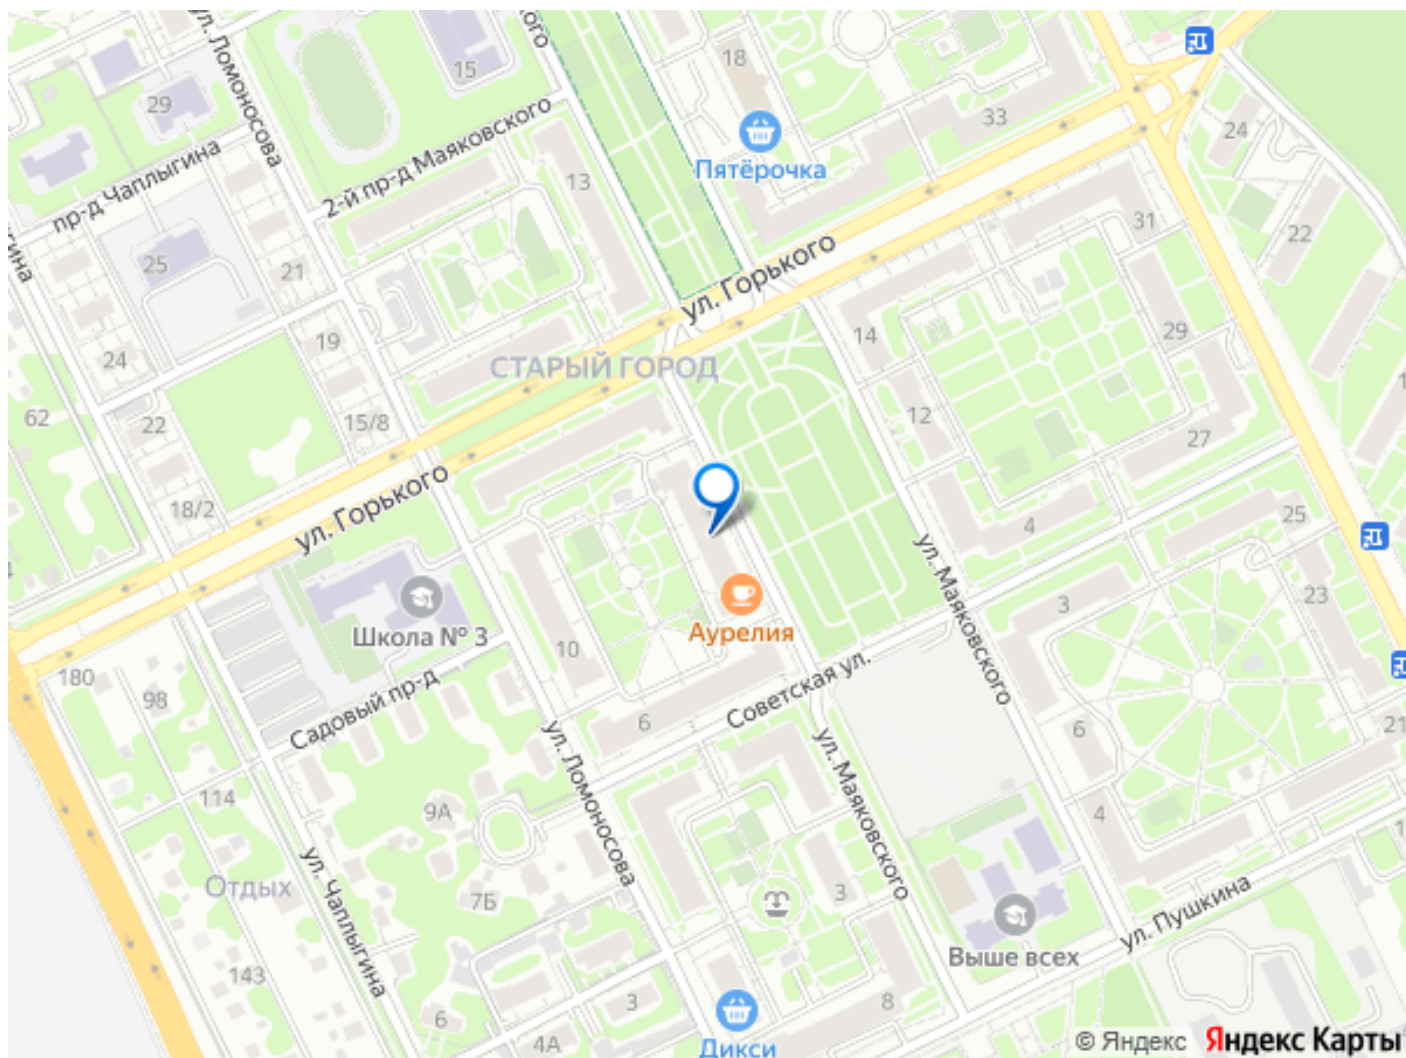 ул. Ломоносова
15
18
33
24
29
Пятёрочка
2-й пр-д Маяковского
пр-д Чаплыгина
13
31
22
25
21
ул. Горького
14
29
19
СТАРЫЙ ГОРОД
24
62
22
15/8
12
27
18/2
ул. Горького
4
25
ул. Маяковского
Школа № 3
Аурелия
3
23
10
180
98
Садовый пр-д
Советская ул.
6
6
21
ул. Ломоносова
ул. Маяковского
114
9А
4
Отдых
ул. Чаплыгина
7Б
3
ул. Пушкина
Выше всех
143
6
3
8
4А
Дикси
© Яндекс Яндекс Карты